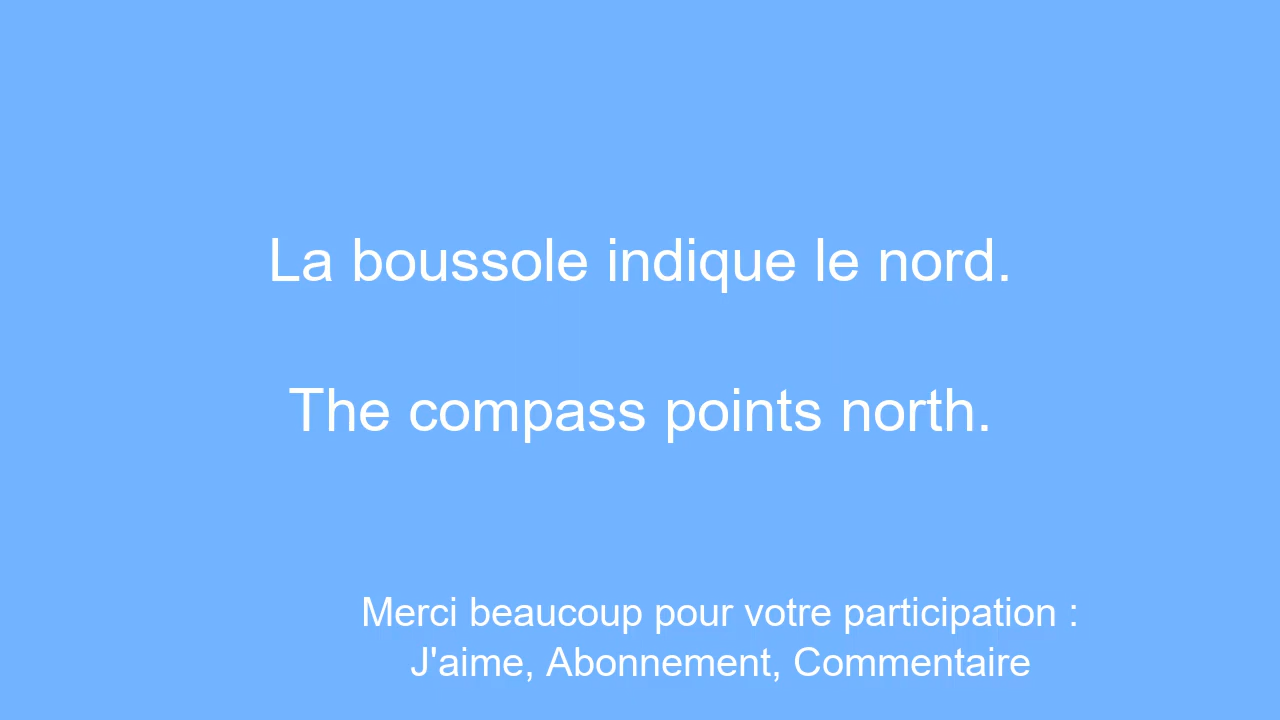 La boussole indique le nord.
The compass points north.
Merci beaucoup pour votre participation :
J'aime, Abonnement, Commentaire